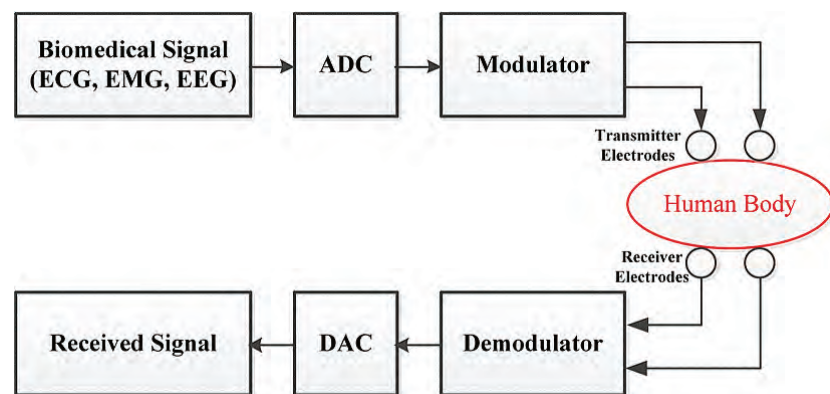 Biomedical Signal
(ECG, EMG, EEG)
ADC
Modulator
Transmitter
Electrodes
Human Body
Receiver
Electrodes
Received Signal
DAC
Demodulator